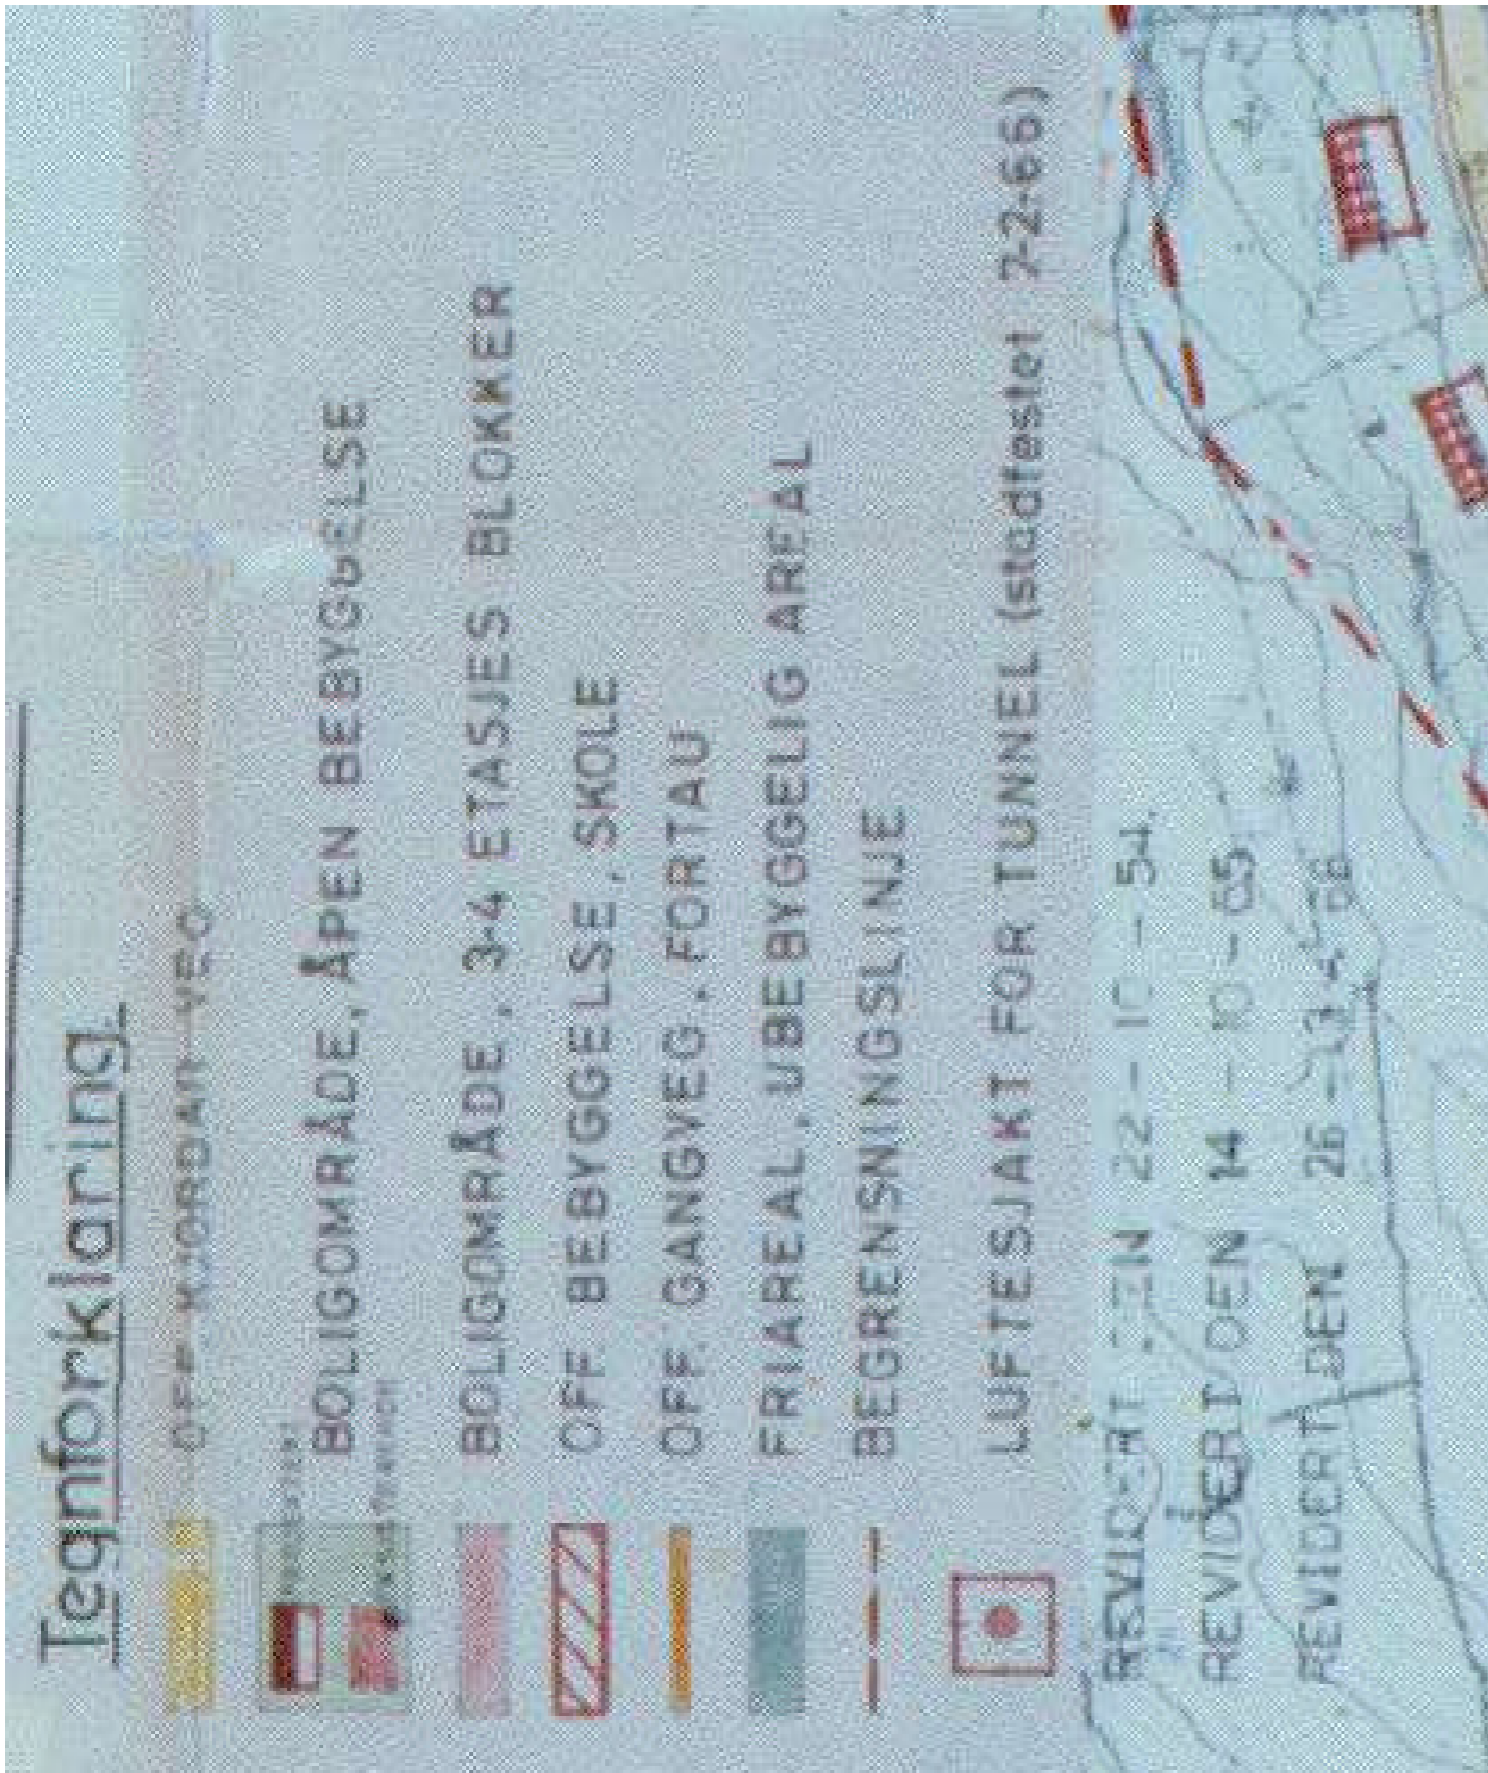 Tegnforklaring
OFF. KJØREBAR VEG
BOLIGOMRÅDE, ÅPEN BEBYGGELSE
BOLIGOMRÅDE, 3-4 ETASJES BLOKKER
OFF BEBYGGELSE, SKOLE
OFF. GANGVEG, FORTAU
FRIAREAL, UBEBYGGELIG AREAL
BEGRENSNINGSLINJE
LUFTESJAKT FOR TUNNEL (stadfestet 7-2-66)
REVIDERT DEN 22-10-54.
REVIDERT DEN 14-10-65
REVIDERT DEN 26